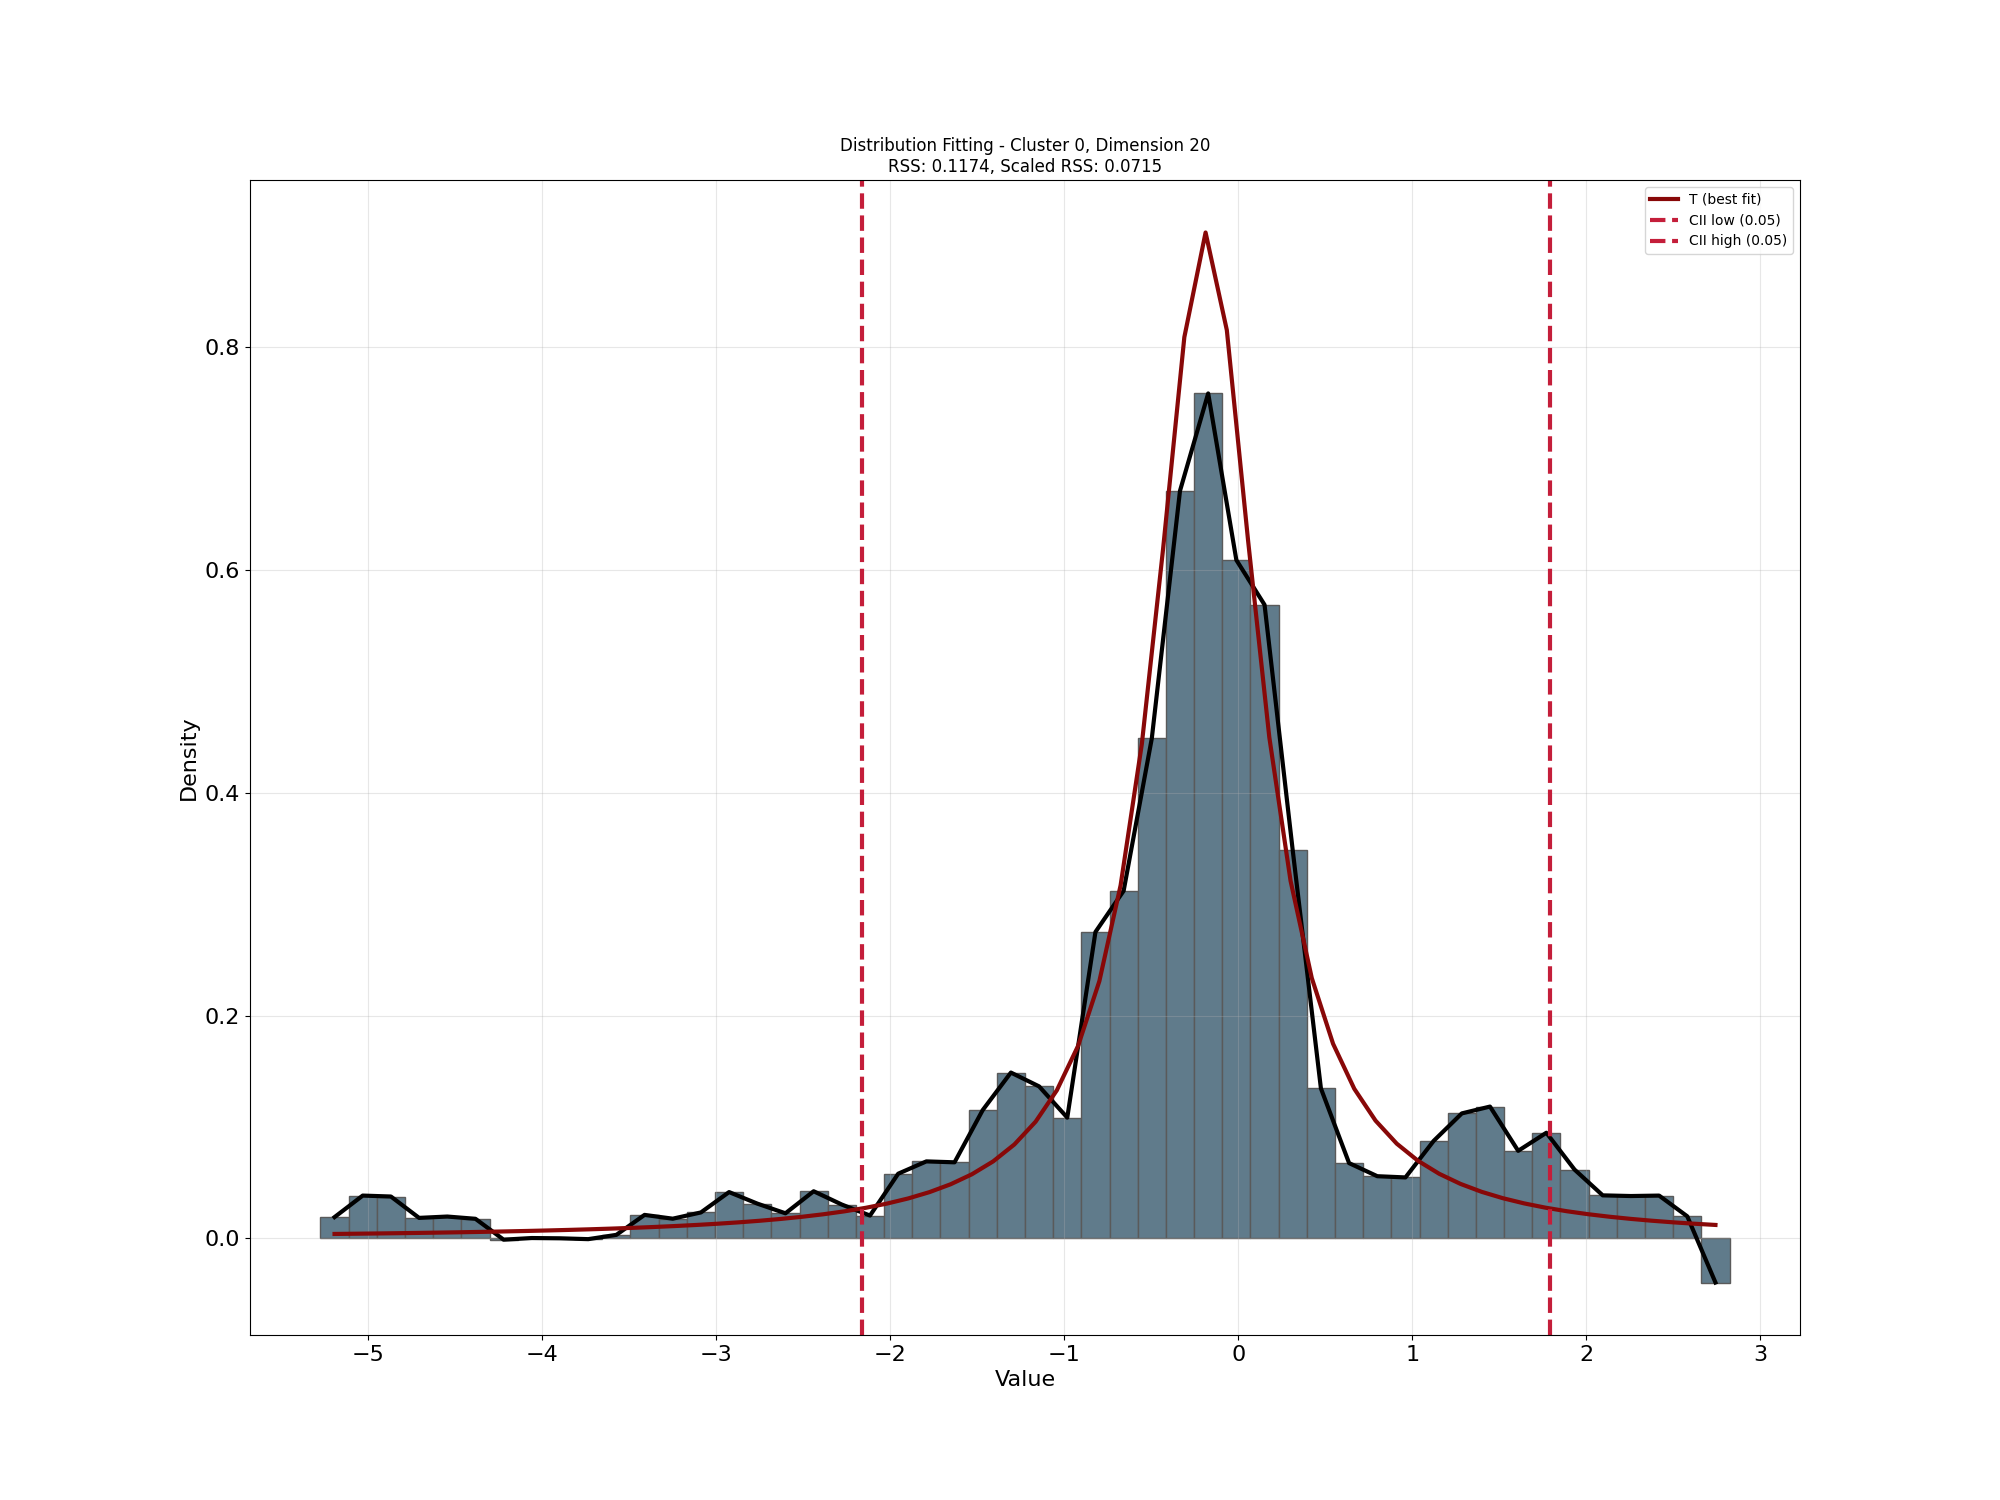 Distribution Fitting - Cluster 0, Dimension 20
RSS: 0.1174, Scaled RSS: 0.0715
T (best fit)
CII low (0.05)
CII high (0.05)
Density
0.8
0.6
0.4
0.2
0.0
−5 −4 −3 −2 −1 0 1 2 3
Value